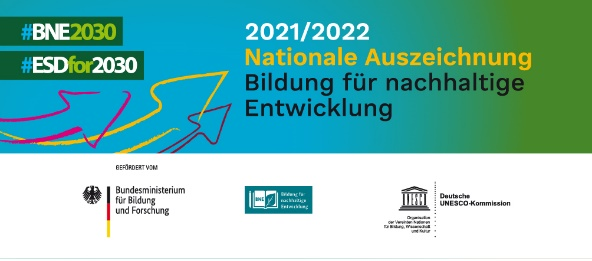 #BNE2030
#ESDfor2030
2021/2022
Nationale Auszeichnung
Bildung für nachhaltige
Entwicklung
GEFÖRDERT VOM
Bundesministerium
für Bildung
und Forschung
BNE
Bildung für
nachhaltige
Entwicklung
Organisation
der Vereinten Nationen
für Bildung, Wissenschaft
und Kultur
Deutsche
UNESCO-Kommission